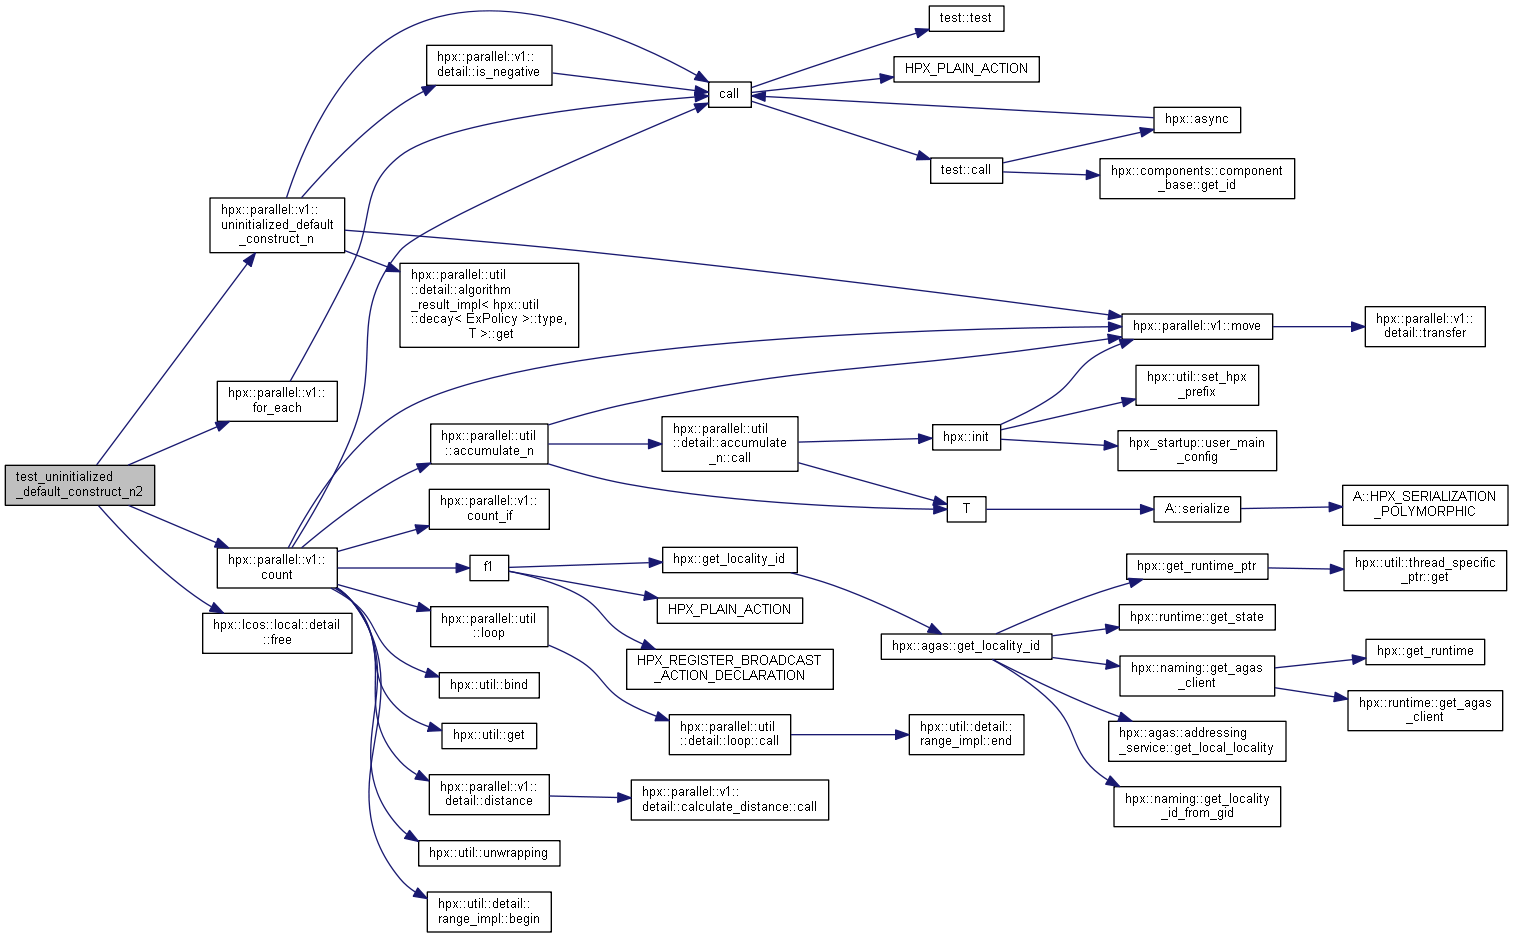 test_uninitialized
_default_construct_n2
hpx::parallel::v1::
uninitialized_default
_construct_n
hpx::parallel::v1::
for_each
hpx::parallel::v1::
count
hpx::lcos::local::detail
::free
hpx::parallel::v1::
detail::is_negative
hpx::parallel::util
::detail::algorithm
_result_impl< hpx::util
::decay< ExPolicy >::type,
T >::get
hpx::parallel::util
::accumulate_n
hpx::parallel::v1::
count_if
f1
hpx::parallel::util
::loop
hpx::util::bind
hpx::util::get
hpx::parallel::v1::
detail::distance
hpx::util::unwrapping
hpx::util::detail::
range_impl::begin
call
hpx::parallel::util
::detail::accumulate
_n::call
hpx::get_locality_id
HPX_PLAIN_ACTION
HPX_REGISTER_BROADCAST
_ACTION_DECLARATION
hpx::parallel::util
::detail::loop::call
hpx::parallel::v1::
detail::calculate_distance::call
test::test
HPX_PLAIN_ACTION
test::call
hpx::init
T
hpx::agas::get_locality_id
hpx::util::detail::
range_impl::end
hpx::async
hpx::components::component
_base::get_id
hpx::parallel::v1::move
hpx::util::set_hpx
_prefix
hpx_startup::user_main
_config
A::serialize
hpx::get_runtime_ptr
hpx::runtime::get_state
hpx::naming::get_agas
_client
hpx::agas::addressing
_service::get_local_locality
hpx::naming::get_locality
_id_from_gid
hpx::parallel::v1::
detail::transfer
A::HPX_SERIALIZATION
_POLYMORPHIC
hpx::util::thread_specific
_ptr::get
hpx::get_runtime
hpx::runtime::get_agas
_client